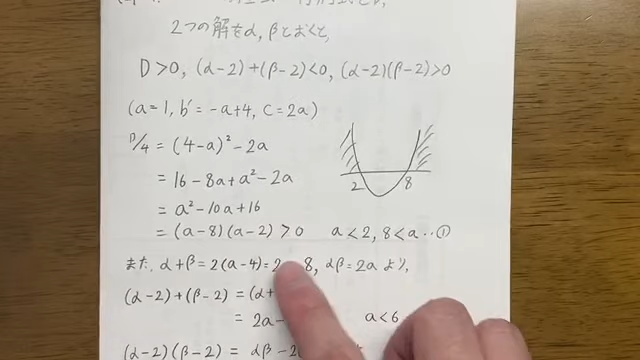 2つの解をα,βとおくと,
D>0, (α-2)+(β-2)<0, (α-2)(β-2)>0
(a=1, b'=-a+4, c=2a)
D/4 = (4-a)²-2a
= 16-8a+a²-2a
= a²-10a+16
= (a-8)(a-2)>0 a<2, 8<a…①
2 8
また, α+β=2(a-4)=2 8, αβ=2aより,
(α-2)+(β-2) = (α+
= 2a- a<6
(α-2)(β-2) = αβ-2